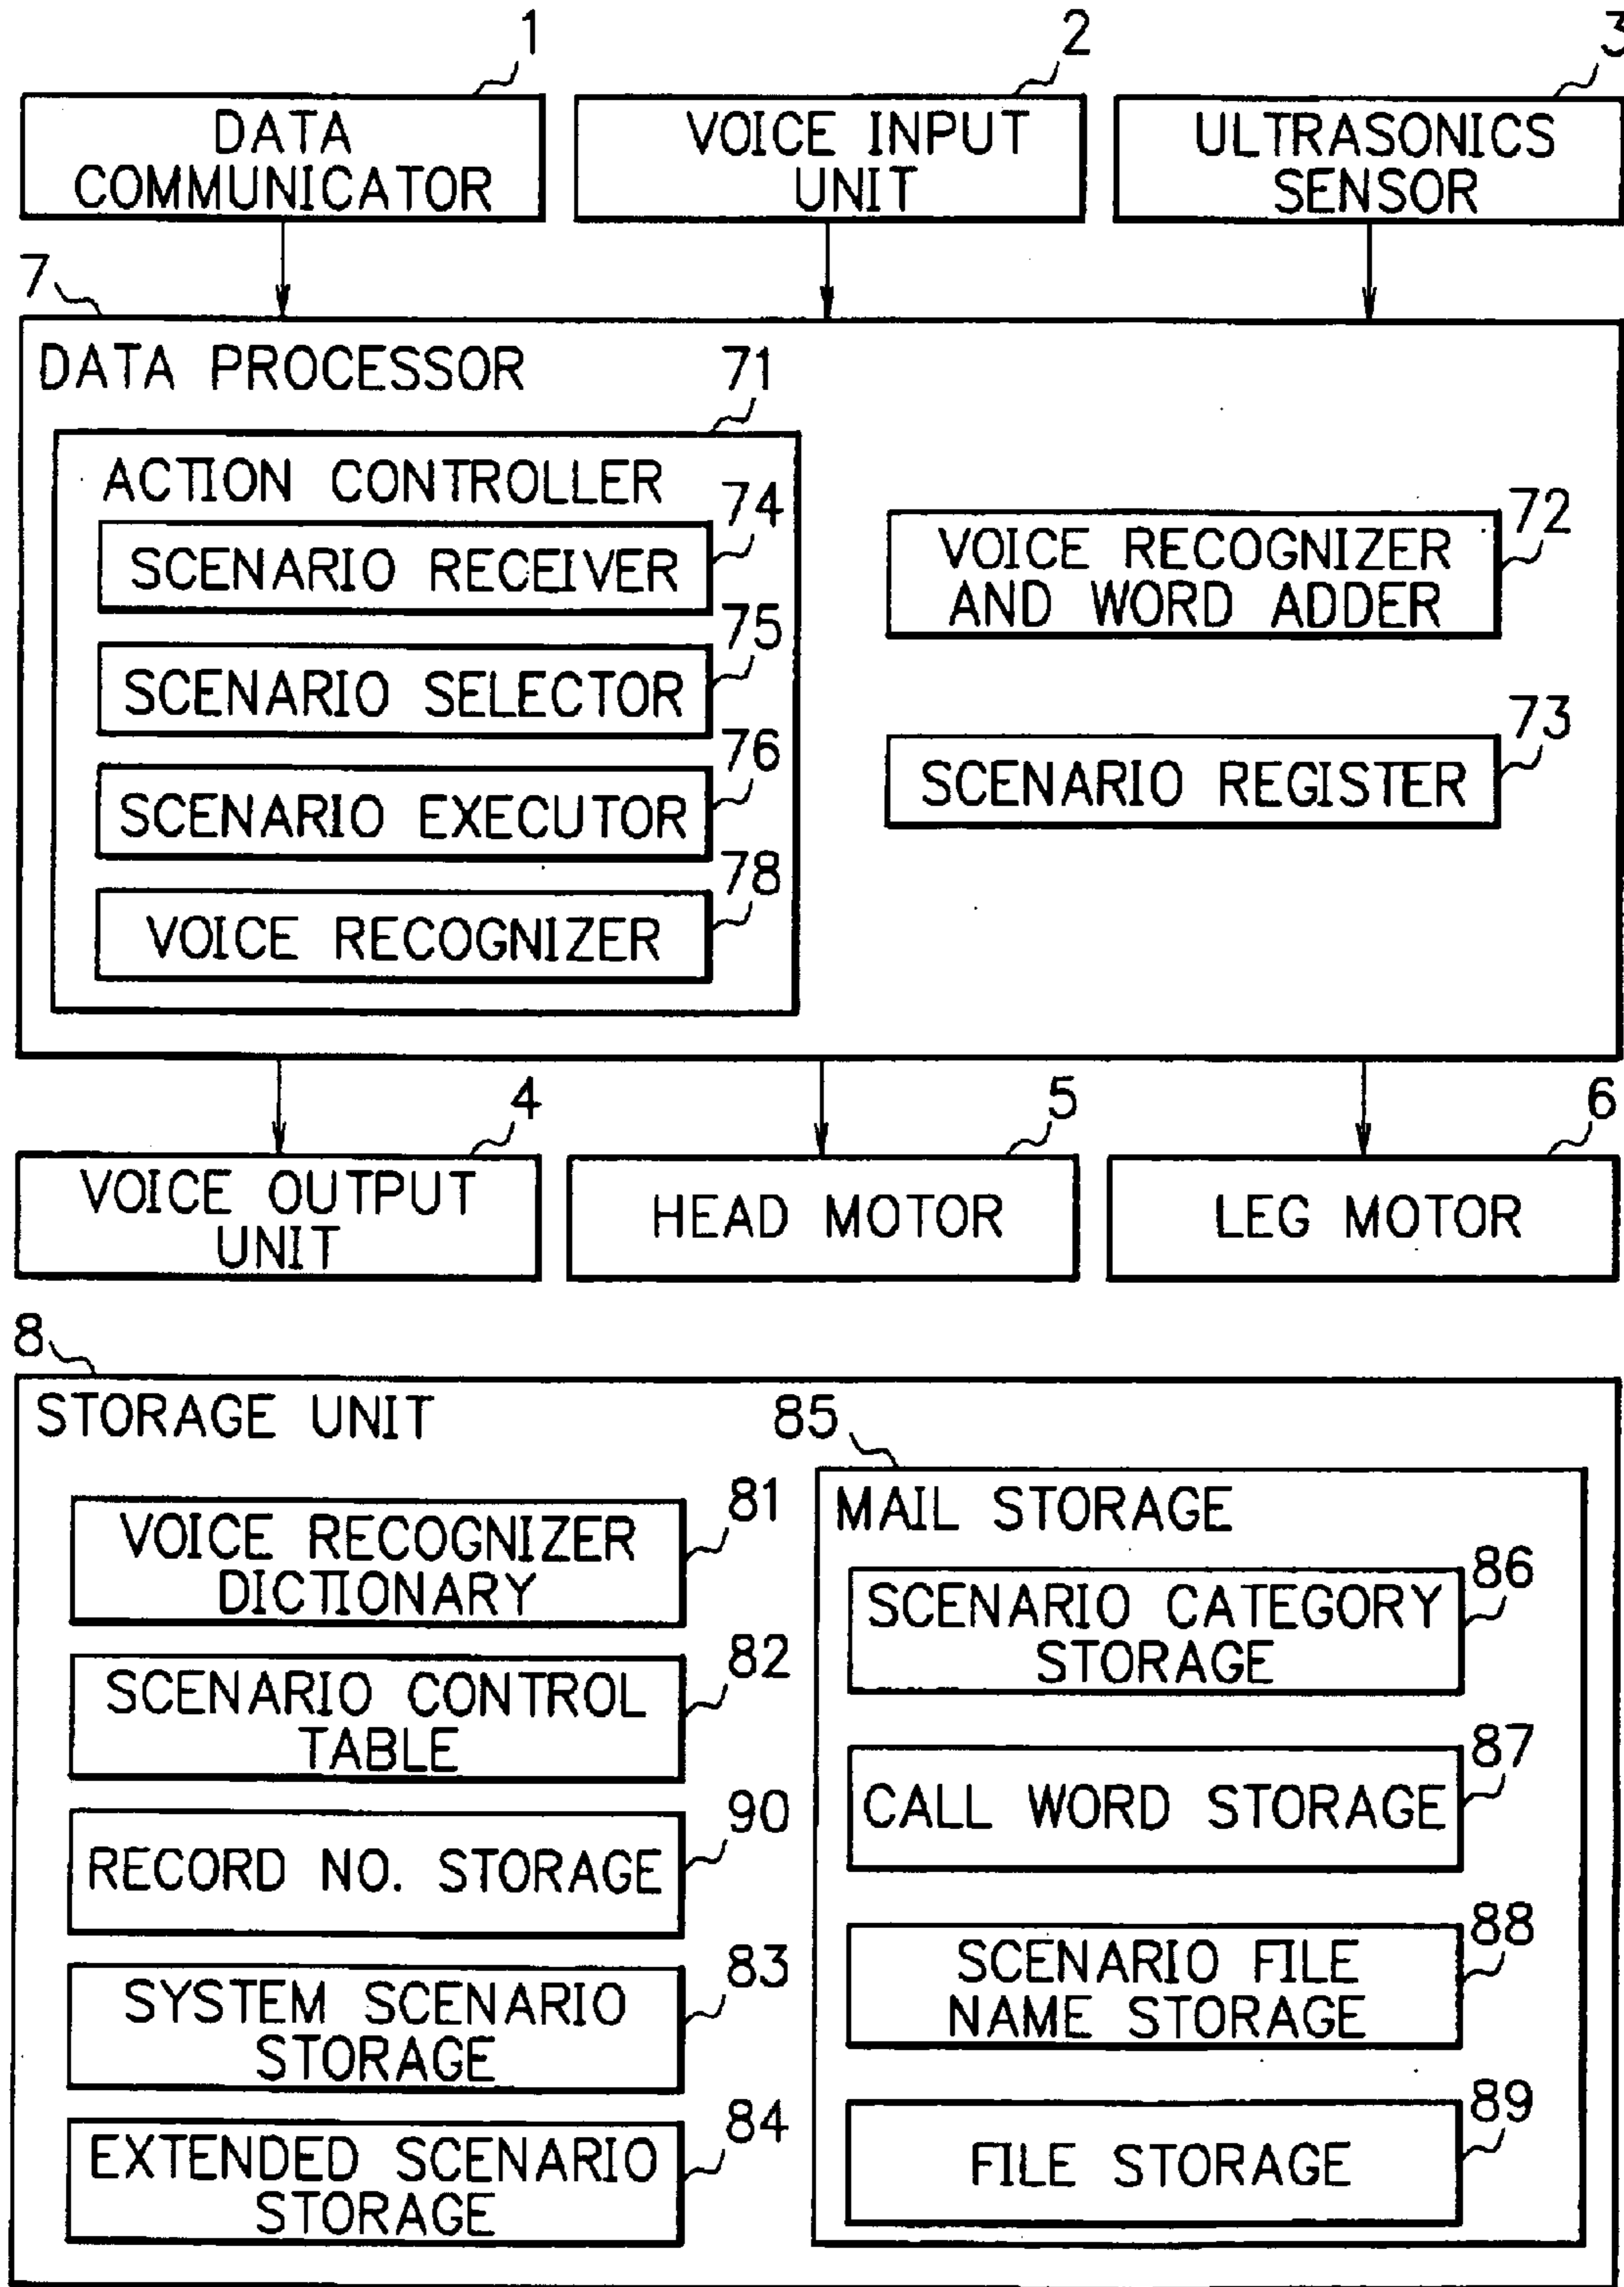 1
2
3
DATA
COMMUNICATOR
VOICE INPUT
UNIT
ULTRASONICS
SENSOR
7
DATA PROCESSOR
71
ACTION CONTROLLER
74
SCENARIO RECEIVER
75
SCENARIO SELECTOR
76
SCENARIO EXECUTOR
78
VOICE RECOGNIZER
72
VOICE RECOGNIZER
AND WORD ADDER
73
SCENARIO REGISTER
4
5
6
VOICE OUTPUT
UNIT
HEAD MOTOR
LEG MOTOR
8
STORAGE UNIT
81
VOICE RECOGNIZER
DICTIONARY
82
SCENARIO CONTROL
TABLE
90
RECORD NO. STORAGE
83
SYSTEM SCENARIO
STORAGE
84
EXTENDED SCENARIO
STORAGE
85
MAIL STORAGE
86
SCENARIO CATEGORY
STORAGE
87
CALL WORD STORAGE
88
SCENARIO FILE
NAME STORAGE
89
FILE STORAGE